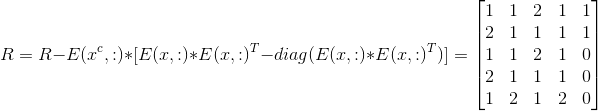 R = R−E(x^c, :)∗[E(x, :)∗E(x, :)^T−diag(E(x, :)∗E(x, :)^T)] = [1 1 2 1 1
2 1 1 1 1
1 1 2 1 0
2 1 1 1 0
1 2 1 2 0]